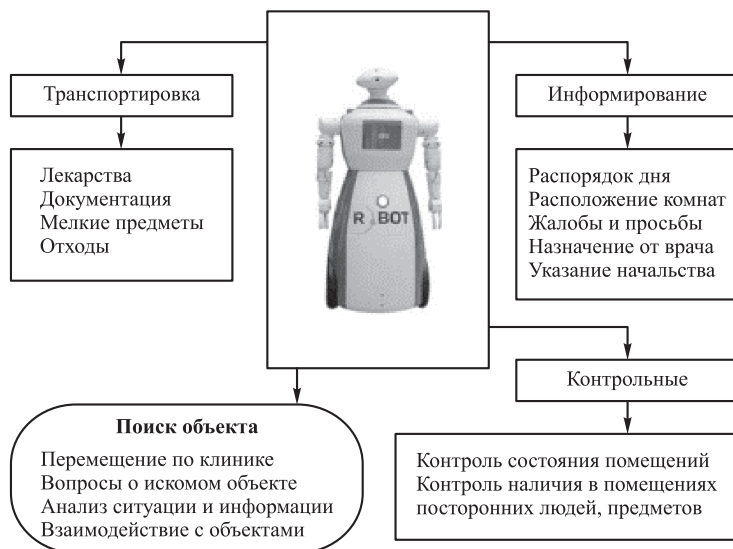 Транспортировка
Лекарства
Документация
Мелкие предметы
Отходы
R BOT
Информирование
Распорядок дня
Расположение комнат
Жалобы и просьбы
Назначение от врача
Указание начальства
Поиск объекта
Перемещение по клинике
Вопросы о искомом объекте
Анализ ситуации и информации
Взаимодействие с объектами
Контрольные
Контроль состояния помещений
Контроль наличия в помещениях
посторонних людей, предметов